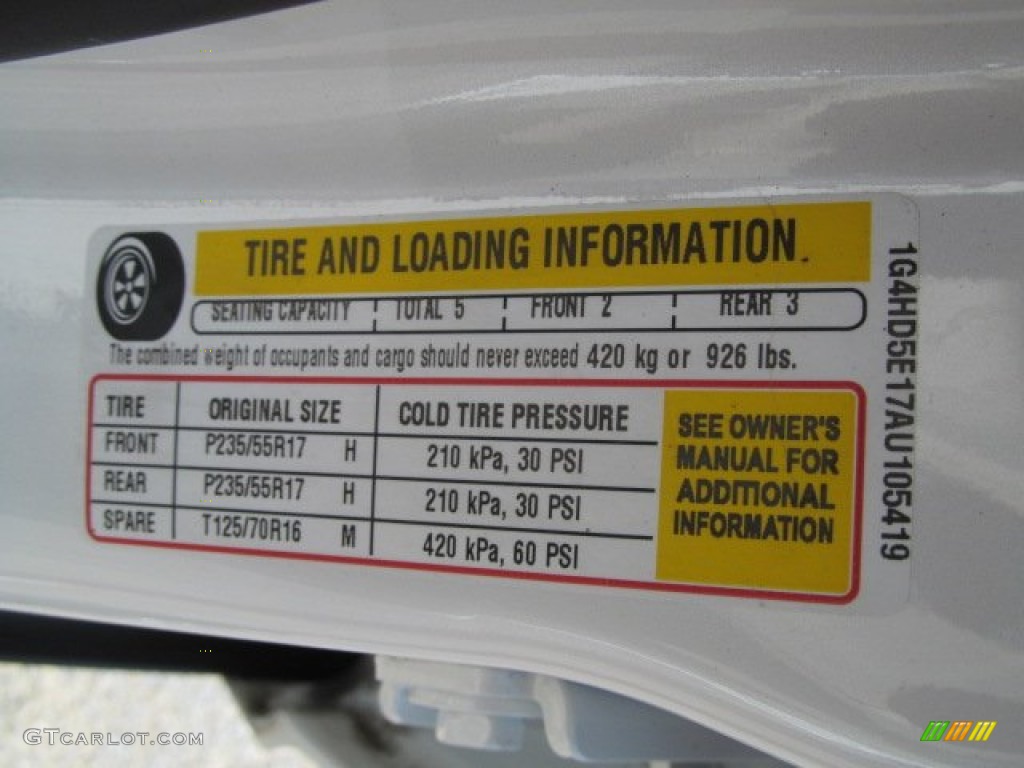 TIRE AND LOADING INFORMATION
SEATING CAPACITY TOTAL 5 FRONT 2 REAR 3
The combined weight of occupants and cargo should never exceed 420 kg or 926 lbs.
TIRE ORIGINAL SIZE COLD TIRE PRESSURE
FRONT P235/55R17 H 210 kPa, 30 PSI
REAR P235/55R17 H 210 kPa, 30 PSI
SPARE T125/70R16 M 420 kPa, 60 PSI
SEE OWNER'S
MANUAL FOR
ADDITIONAL
INFORMATION
1G4HD5E17AU105419
GTCARLOT.COM